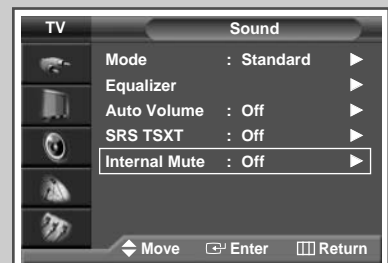 TV Sound
Mode : Standard
Equalizer
Auto Volume : Off
SRS TSXT : Off
Internal Mute : Off
Move Enter Return